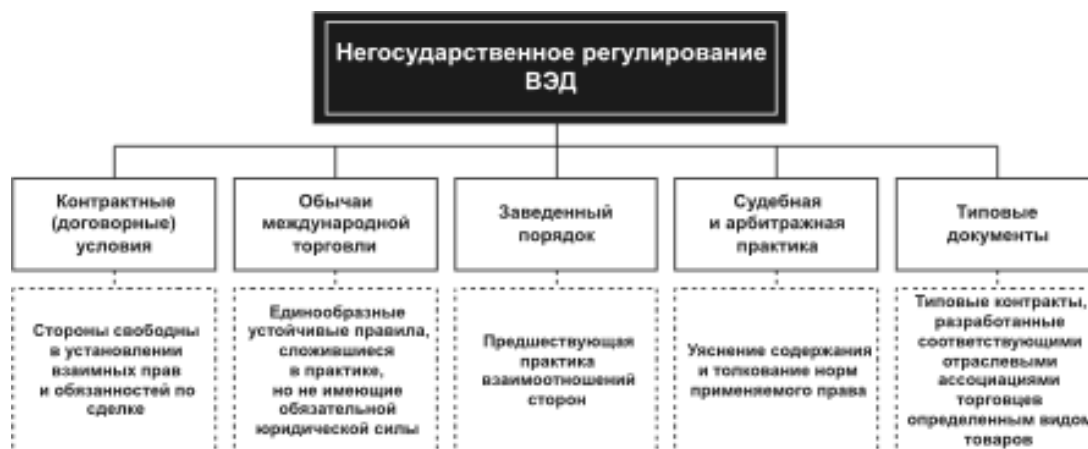 Негосударственное регулирование
ВЭД
Контрактные
(договорные)
условия
Обычаи
международной
торговли
Заведенный
порядок
Судебная
и арбитражная
практика
Типовые
документы
Стороны свободны
в установлении
взаимных прав
и обязанностей по
сделке
Единообразные
устойчивые правила,
сложившиеся
в практике,
но не имеющие
обязательной
юридической силы
Предшествующая
практика
взаимоотношений
сторон
Уяснение содержания
и толкование норм
применяемого права
Типовые контракты,
разработанные
соответствующими
отраслевыми
ассоциациями
торговцев
определенным видом
товаров